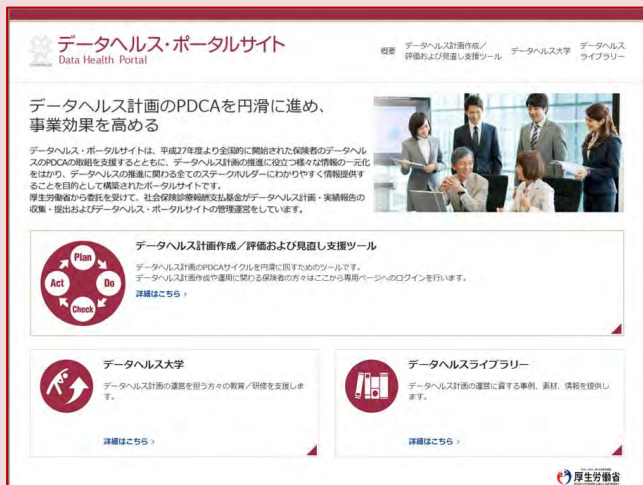 データヘルス・ポータルサイト
Data Health Portal
概要
データヘルス計画作成/
評価および見直し支援ツール
データヘルス大学
データヘルス
ライブラリー
データヘルス計画のPDCAを円滑に進め、
事業効果を高める
データヘルス・ポータルサイトは、平成27年度より全国的に開始された保険者のデータヘル
スのPDCAの取組を支援するとともに、データヘルス計画の推進に役立つ様々な情報の一元化
をはかり、データヘルスの推進に関わる全てのステークホルダーにわかりやすく情報提供す
ることを目的として構築されたポータルサイトです。
厚生労働省から委託を受けて、社会保険診療報酬支払基金がデータヘルス計画・実績報告の
収集・提出およびデータヘルス・ポータルサイトの管理運営をしています。
Plan
Do
Check
Act
データヘルス計画作成/評価および見直し支援ツール
データヘルス計画のPDCAサイクルを円滑に回すためのツールです。
データヘルス計画作成や運用に関わる保険者の方々はここから専用ページへのログインを行います。
詳細はこちら ›
データヘルス大学
データヘルス計画の運営を担う方々の教育/研修を支援しま
す。
詳細はこちら ›
データヘルスライブラリー
データヘルス計画の運営に資する事例、素材、情報を提供し
ます。
詳細はこちら ›
厚生労働省